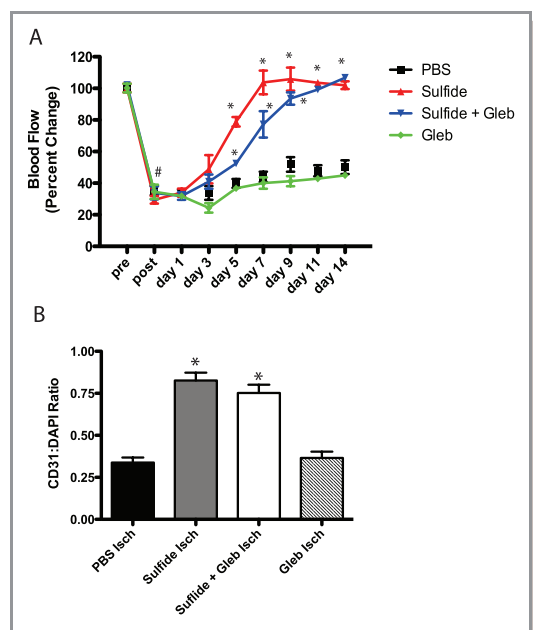 A
Blood Flow
(Percent Change)
120
100
80
60
40
20
0
#
*
*
*
*
*
*
*
*
*
pre
post
day 1
day 3
day 5
day 7
day 9
day 11
day 14
PBS
Sulfide
Sulfide + Gleb
Gleb
B
CD31:DAPI Ratio
1.00
0.75
0.50
0.25
0.00
*
*
PBS Isch
Sulfide Isch
Suflide + Gleb Isch
Gleb Isch